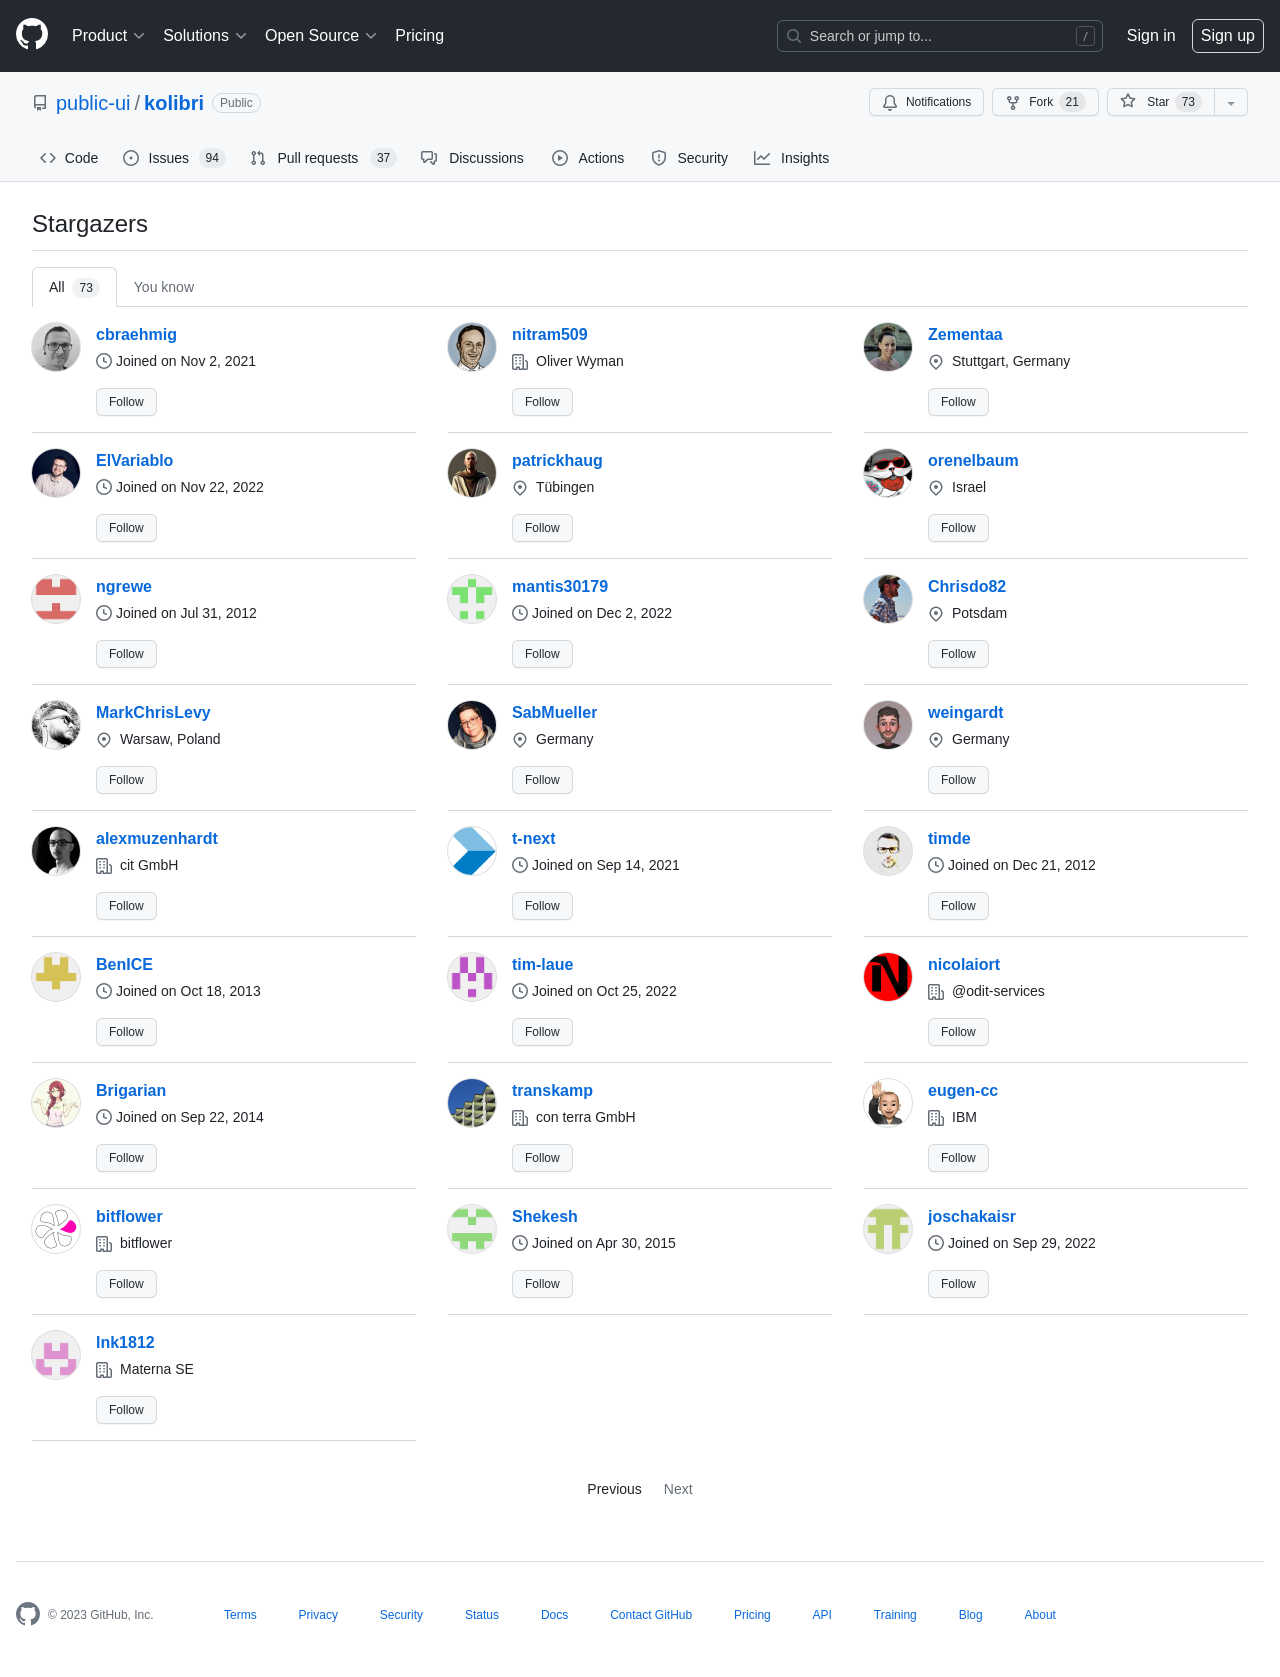 Product Solutions Open Source Pricing Search or jump to... / Sign in Sign up
public-ui / kolibri Public Notifications Fork 21 Star 73
Code Issues 94 Pull requests 37 Discussions Actions Security Insights
Stargazers
All 73 You know
cbraehmig nitram509 Zementaa
Joined on Nov 2, 2021 Oliver Wyman Stuttgart, Germany
Follow Follow Follow
ElVariablo patrickhaug orenelbaum
Joined on Nov 22, 2022 Tübingen Israel
Follow Follow Follow
ngrewe mantis30179 Chrisdo82
Joined on Jul 31, 2012 Joined on Dec 2, 2022 Potsdam
Follow Follow Follow
MarkChrisLevy SabMueller weingardt
Warsaw, Poland Germany Germany
Follow Follow Follow
alexmuzenhardt t-next timde
cit GmbH Joined on Sep 14, 2021 Joined on Dec 21, 2012
Follow Follow Follow
BenICE tim-laue nicolaiort
Joined on Oct 18, 2013 Joined on Oct 25, 2022 @odit-services
Follow Follow Follow
Brigarian transkamp eugen-cc
Joined on Sep 22, 2014 con terra GmbH IBM
Follow Follow Follow
bitflower Shekesh joschakaisr
bitflower Joined on Apr 30, 2015 Joined on Sep 29, 2022
Follow Follow Follow
lnk1812
Materna SE
Follow
Previous Next
© 2023 GitHub, Inc. Terms Privacy Security Status Docs Contact GitHub Pricing API Training Blog About